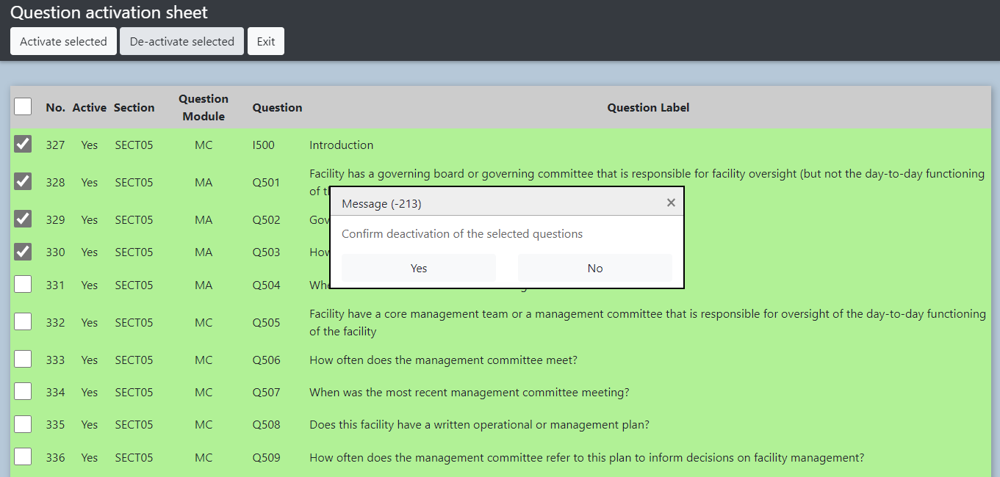 Question activation sheet
Activate selected De-activate selected Exit
No. Active Section Question Module Question Question Label
327 Yes SECT05 MC I500 Introduction
328 Yes SECT05 MA Q501 Facility has a governing board or governing committee that is responsible for facility oversight (but not the day-to-day functioning
of
329 Yes SECT05 MA Q502
330 Yes SECT05 MA Q503
331 Yes SECT05 MA Q504
Message (-213) ×
Confirm deactivation of the selected questions
Yes No
332 Yes SECT05 MC Q505 Facility have a core management team or a management committee that is responsible for oversight of the day-to-day functioning
of the facility
333 Yes SECT05 MC Q506 How often does the management committee meet?
334 Yes SECT05 MC Q507 When was the most recent management committee meeting?
335 Yes SECT05 MC Q508 Does this facility have a written operational or management plan?
336 Yes SECT05 MC Q509 How often does the management committee refer to this plan to inform decisions on facility management?